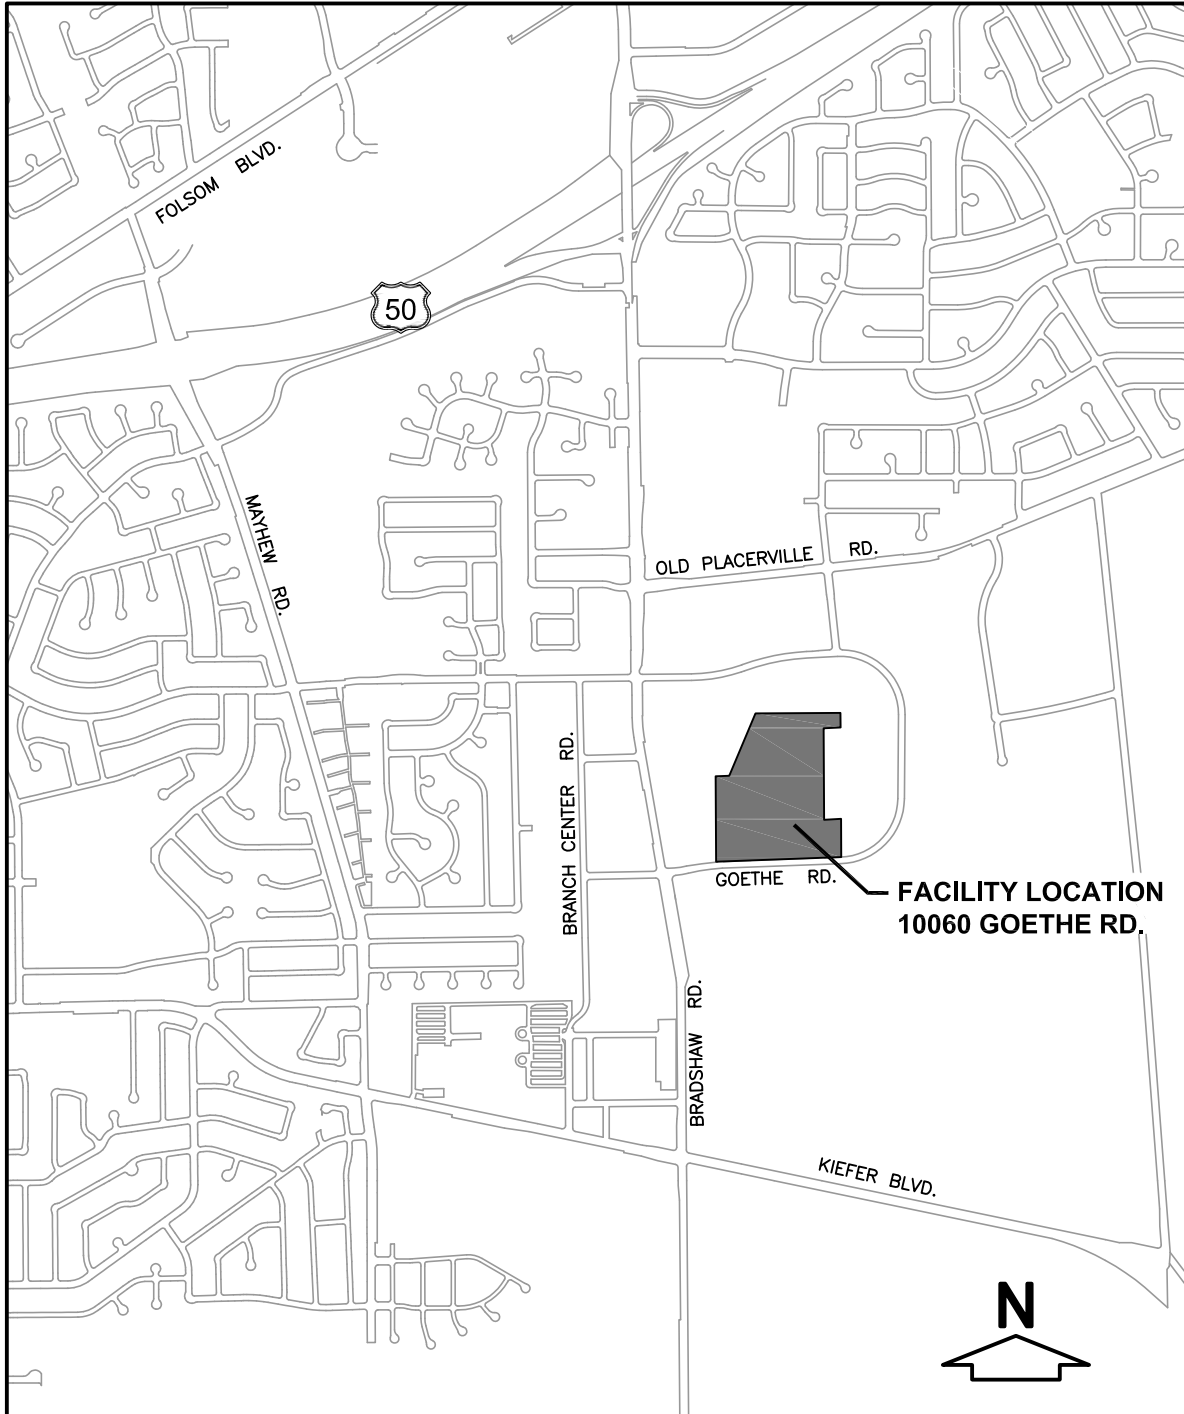 FOLSOM BLVD.
50
MAYHEW RD.
OLD PLACERVILLE RD.
BRANCH CENTER RD.
GOETHE RD.
FACILITY LOCATION
10060 GOETHE RD.
BRADSHAW RD.
KIEFER BLVD.
N